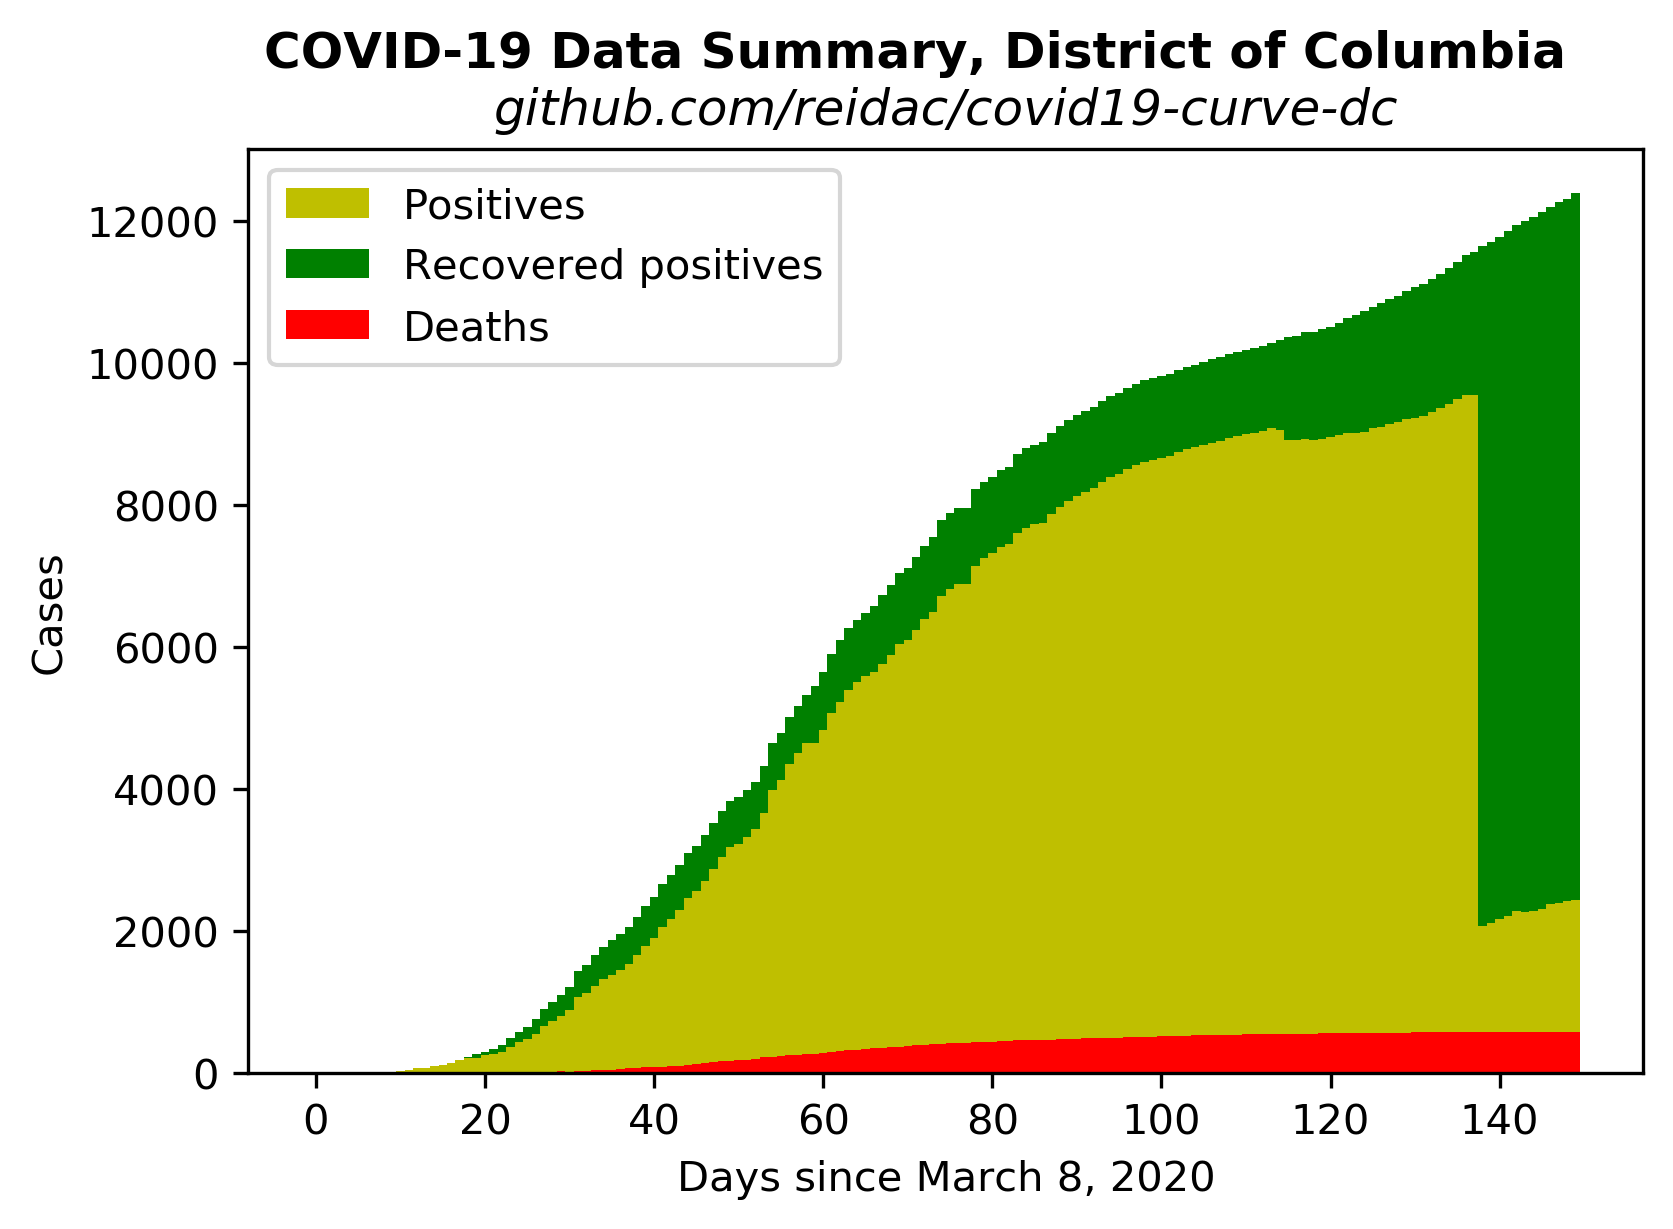 COVID-19 Data Summary, District of Columbia
github.com/reidac/covid19-curve-dc
Positives
Recovered positives
Deaths
12000
10000
8000
6000
4000
2000
0
Cases
0 20 40 60 80 100 120 140
Days since March 8, 2020